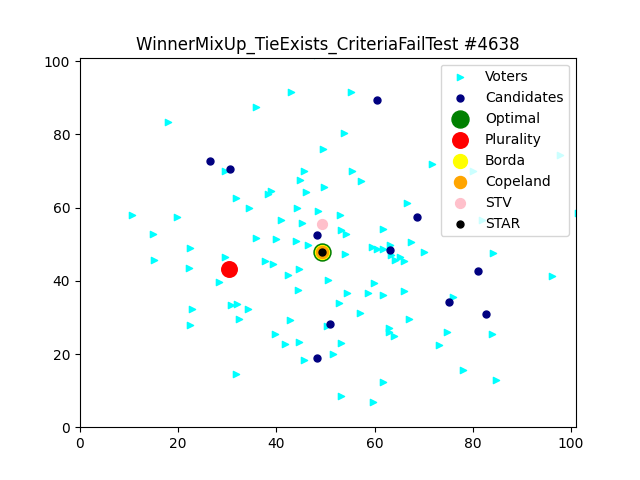 WinnerMixUp_TieExists_CriteriaFailTest #4638
100
80
60
40
20
0
0
20
40
60
80
100
Voters
Candidates
Optimal
Plurality
Borda
Copeland
STV
STAR